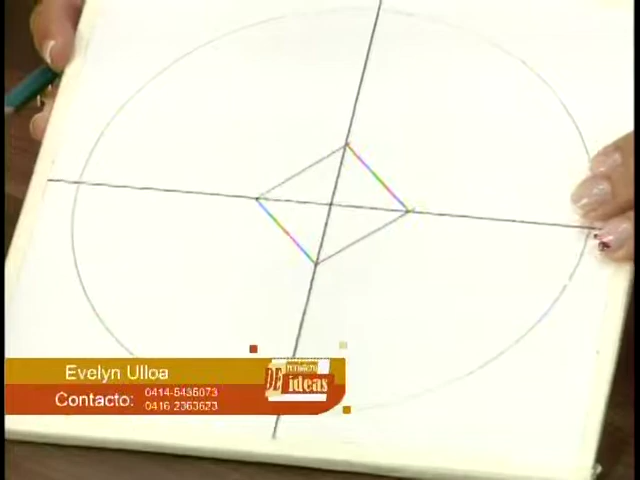 Evelyn Ulloa
Contacto:
0414-5435073
0416-2363623
DE ideas